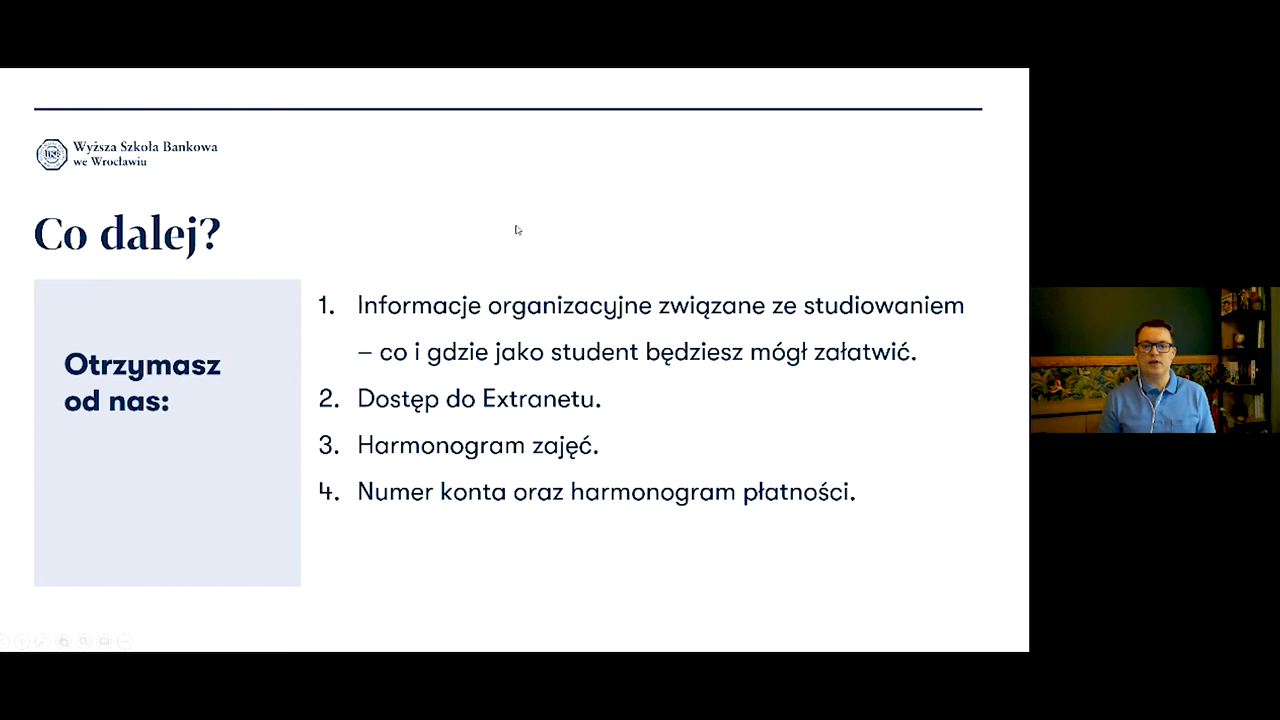 Wyższa Szkoła Bankowa
we Wrocławiu
Co dalej?
Otrzymasz
od nas:
1. Informacje organizacyjne związane ze studiowaniem
– co i gdzie jako student będziesz mógł załatwić.
2. Dostęp do Extranetu.
3. Harmonogram zajęć.
4. Numer konta oraz harmonogram płatności.